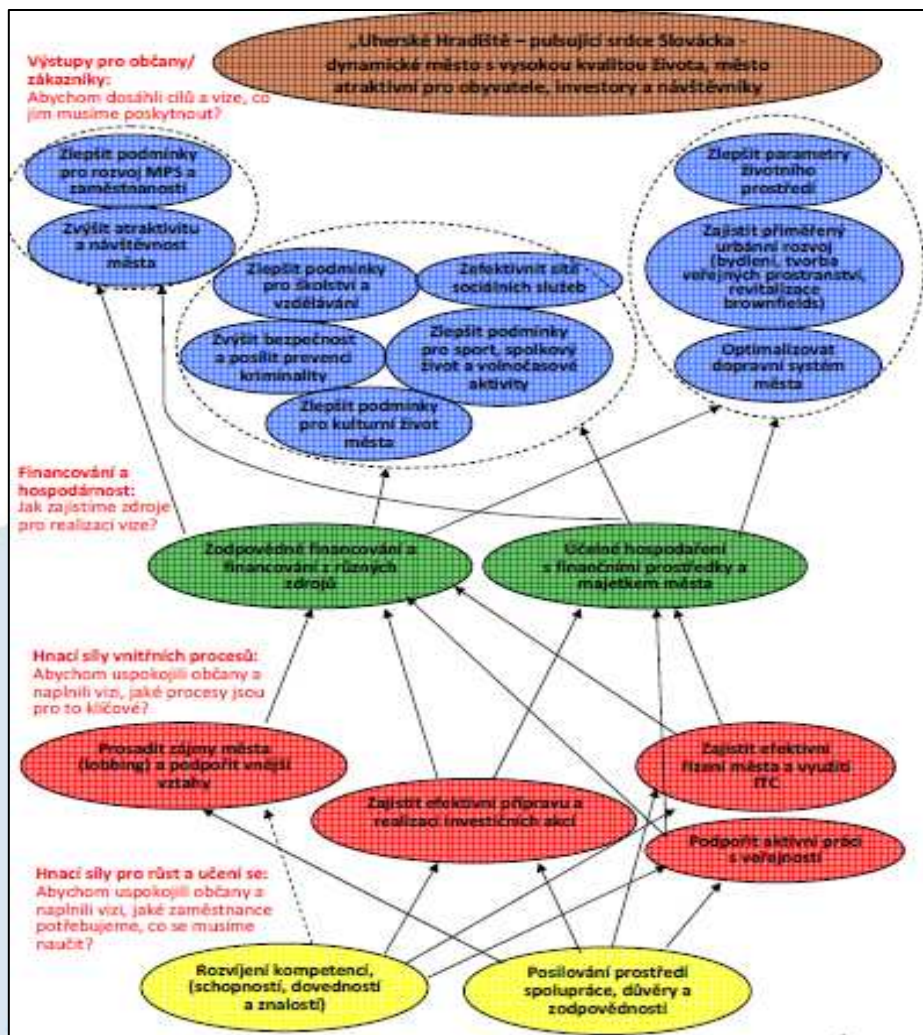 „Uherské Hradiště – pulsující srdce Slovácka -
dynamické město s vysokou kvalitou života, město
atraktivní pro obyvatele, investory a návštěvníky
Výstupy pro občany/
zákazníky:
Abychom dosáhli cílů a vize, co
jim musíme poskytnout?
Zlepšit podmínky
pro rozvoj MPS a
zaměstnanosti
Zvýšit atraktivitu
a návštěvnost
města
Zlepšit podmínky
pro školství a
vzdělávání
Zefektivnit sítě
sociálních služeb
Zvýšit bezpečnost
a posílit prevenci
kriminality
Zlepšit podmínky
pro sport, spolkový
život a volnočasové
aktivity
Zlepšit podmínky
pro kulturní život
města
Zlepšit parametry
životního
prostředí
Zajistit přiměřený
urbánní rozvoj
(bydlení, tvorba
veřejných prostranství,
revitalizace
brownfields)
Optimalizovat
dopravní systém
města
Financování a
hospodárnost:
Jak zajistíme zdroje
pro realizaci vize?
Zodpovědné financování a
financování z různých
zdrojů
Účelné hospodaření
s finančními prostředky a
majetkem města
Hnací síly vnitřních procesů:
Abychom uspokojili občany a
naplnili vizi, jaké procesy jsou
pro to klíčové?
Prosadit zájmy města
(lobbing) a podpořit vnější
vztahy
Zajistit efektivní přípravu a
realizaci investičních akcí
Zajistit efektivní
řízení města a využití
ITC
Podpořit aktivní práci
s veřejností
Hnací síly pro růst a učení se:
Abychom uspokojili občany a
naplnili vizi, jaké zaměstnance
potřebujeme, co se musíme
naučit?
Rozvíjení kompetencí,
(schopností, dovedností
a znalostí)
Posilování prostředí
spolupráce, důvěry a
zodpovědnosti